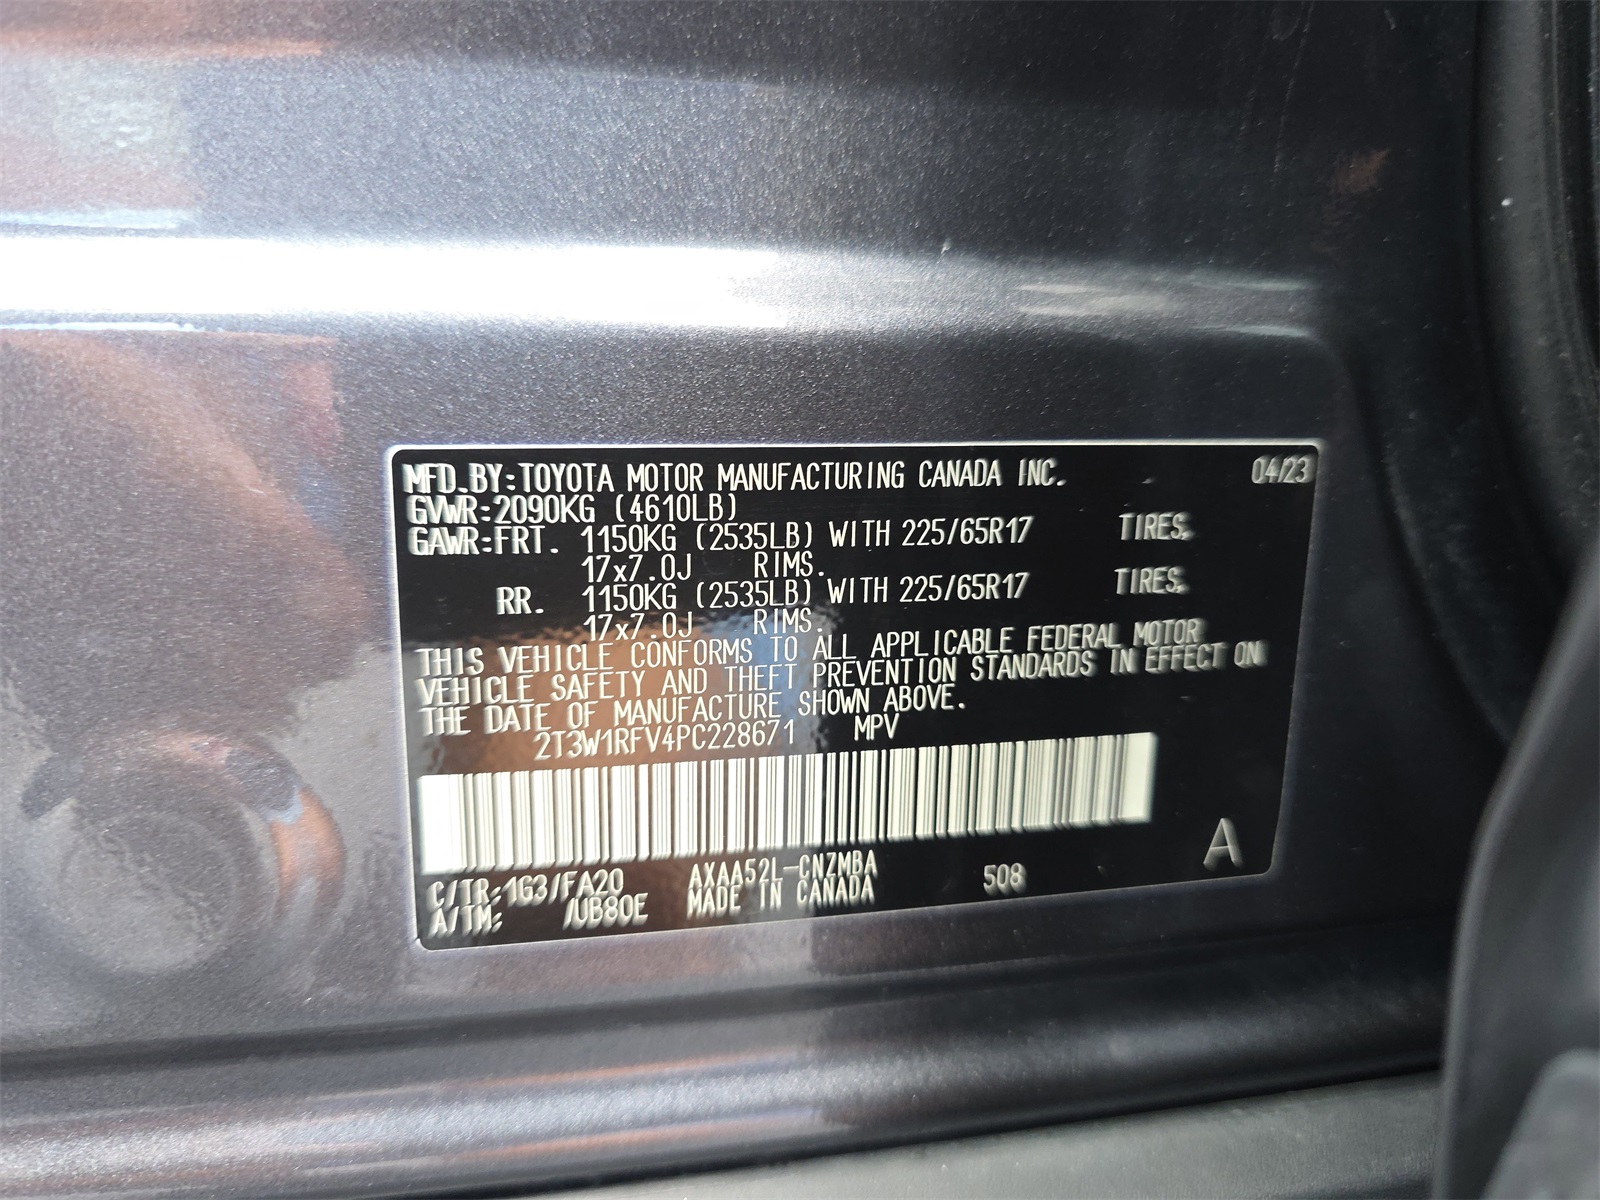 MFD. BY: TOYOTA MOTOR MANUFACTURING CANADA INC. 04/23
GVWR: 2090KG (4610LB)
GAWR: FRT. 1150KG (2535LB) WITH 225/65R17 TIRES,
17x7.0J RIMS.
RR. 1150KG (2535LB) WITH 225/65R17 TIRES,
17x7.0J RIMS.
THIS VEHICLE CONFORMS TO ALL APPLICABLE FEDERAL MOTOR
VEHICLE SAFETY AND THEFT PREVENTION STANDARDS IN EFFECT ON
THE DATE OF MANUFACTURE SHOWN ABOVE.
2T3W1RFV4PC228671 MPV
A
C/TR: 1G3/FA20 AXAA52L-CNZMBA 508
A/TM: /UB80E MADE IN CANADA